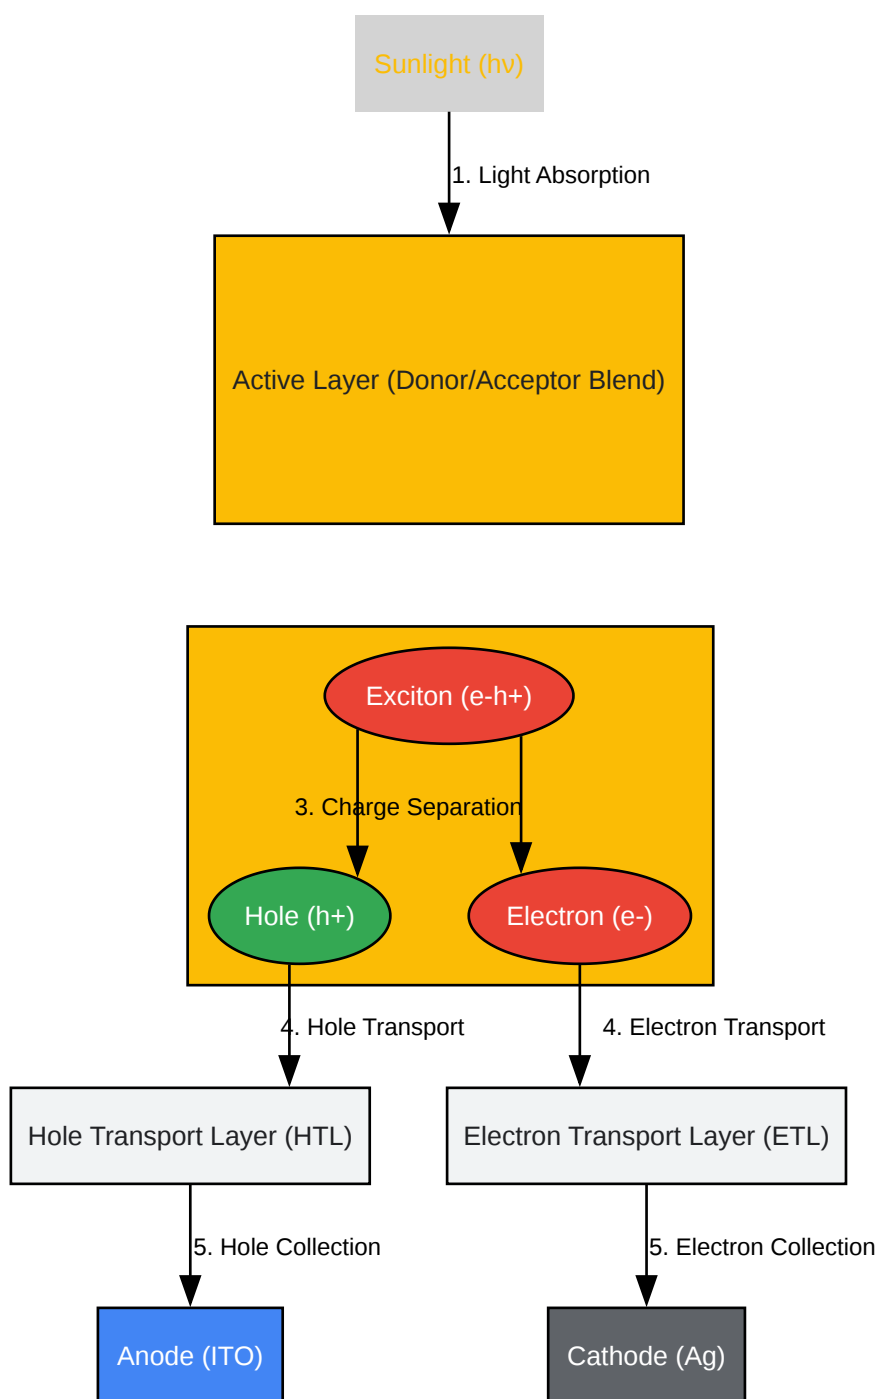 Sunlight (hν)
1. Light Absorption
Active Layer (Donor/Acceptor Blend)
Exciton (e-h+)
3. Charge Separation
Hole (h+)
Electron (e-)
4. Hole Transport
4. Electron Transport
Hole Transport Layer (HTL)
Electron Transport Layer (ETL)
5. Hole Collection
5. Electron Collection
Anode (ITO)
Cathode (Ag)